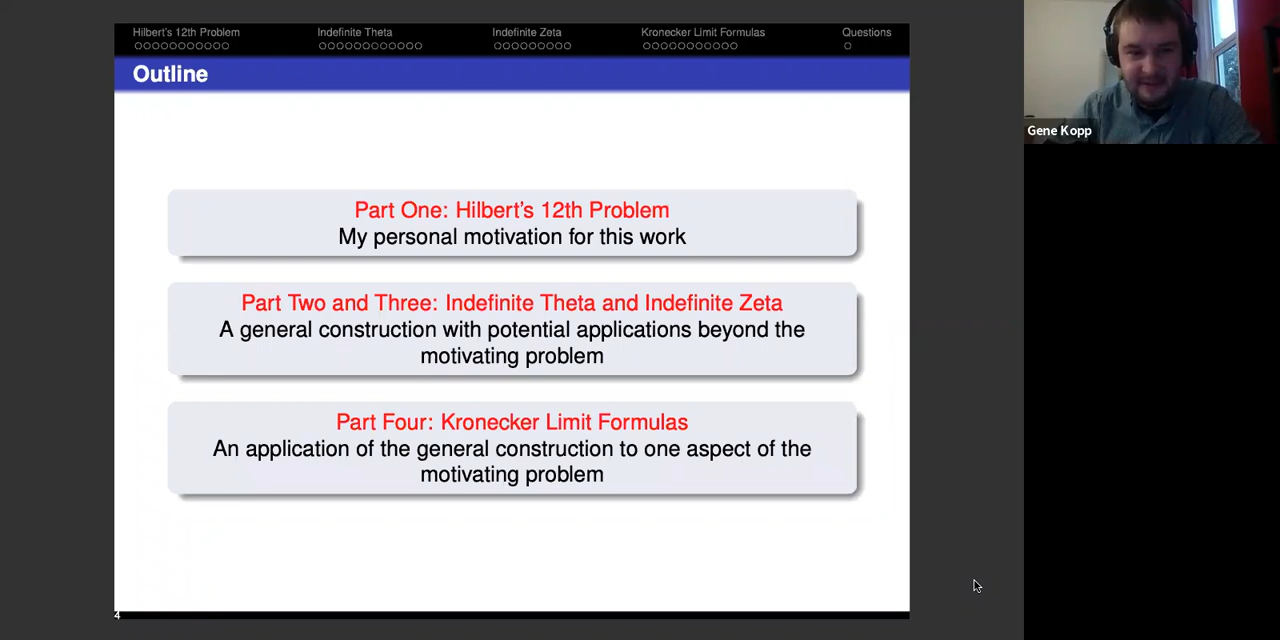 Hilbert's 12th Problem Indefinite Theta Indefinite Zeta Kronecker Limit Formulas Questions
Outline
Part One: Hilbert's 12th Problem
My personal motivation for this work
Part Two and Three: Indefinite Theta and Indefinite Zeta
A general construction with potential applications beyond the
motivating problem
Part Four: Kronecker Limit Formulas
An application of the general construction to one aspect of the
motivating problem
4
Gene Kopp